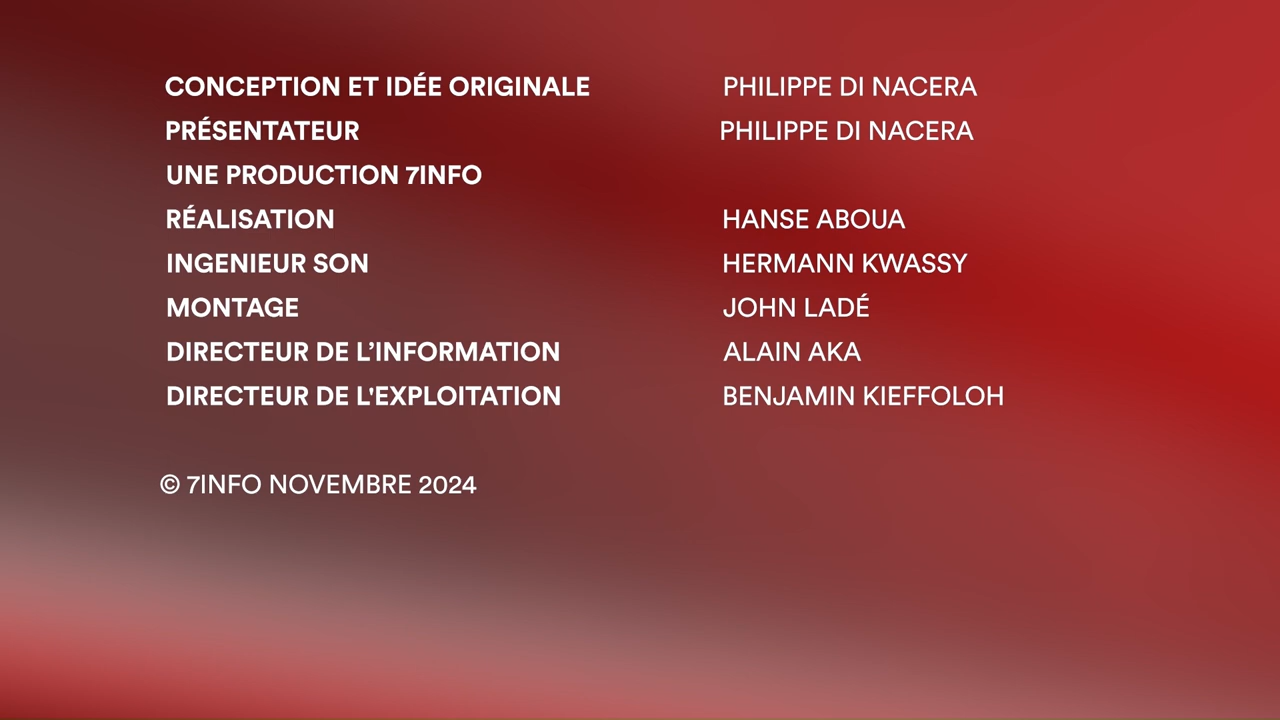 CONCEPTION ET IDÉE ORIGINALE PHILIPPE DI NACERA
PRÉSENTATEUR PHILIPPE DI NACERA
UNE PRODUCTION 7INFO
RÉALISATION HANSE ABOUA
INGENIEUR SON HERMANN KWASSY
MONTAGE JOHN LADÉ
DIRECTEUR DE L’INFORMATION ALAIN AKA
DIRECTEUR DE L'EXPLOITATION BENJAMIN KIEFFOLOH
© 7INFO NOVEMBRE 2024